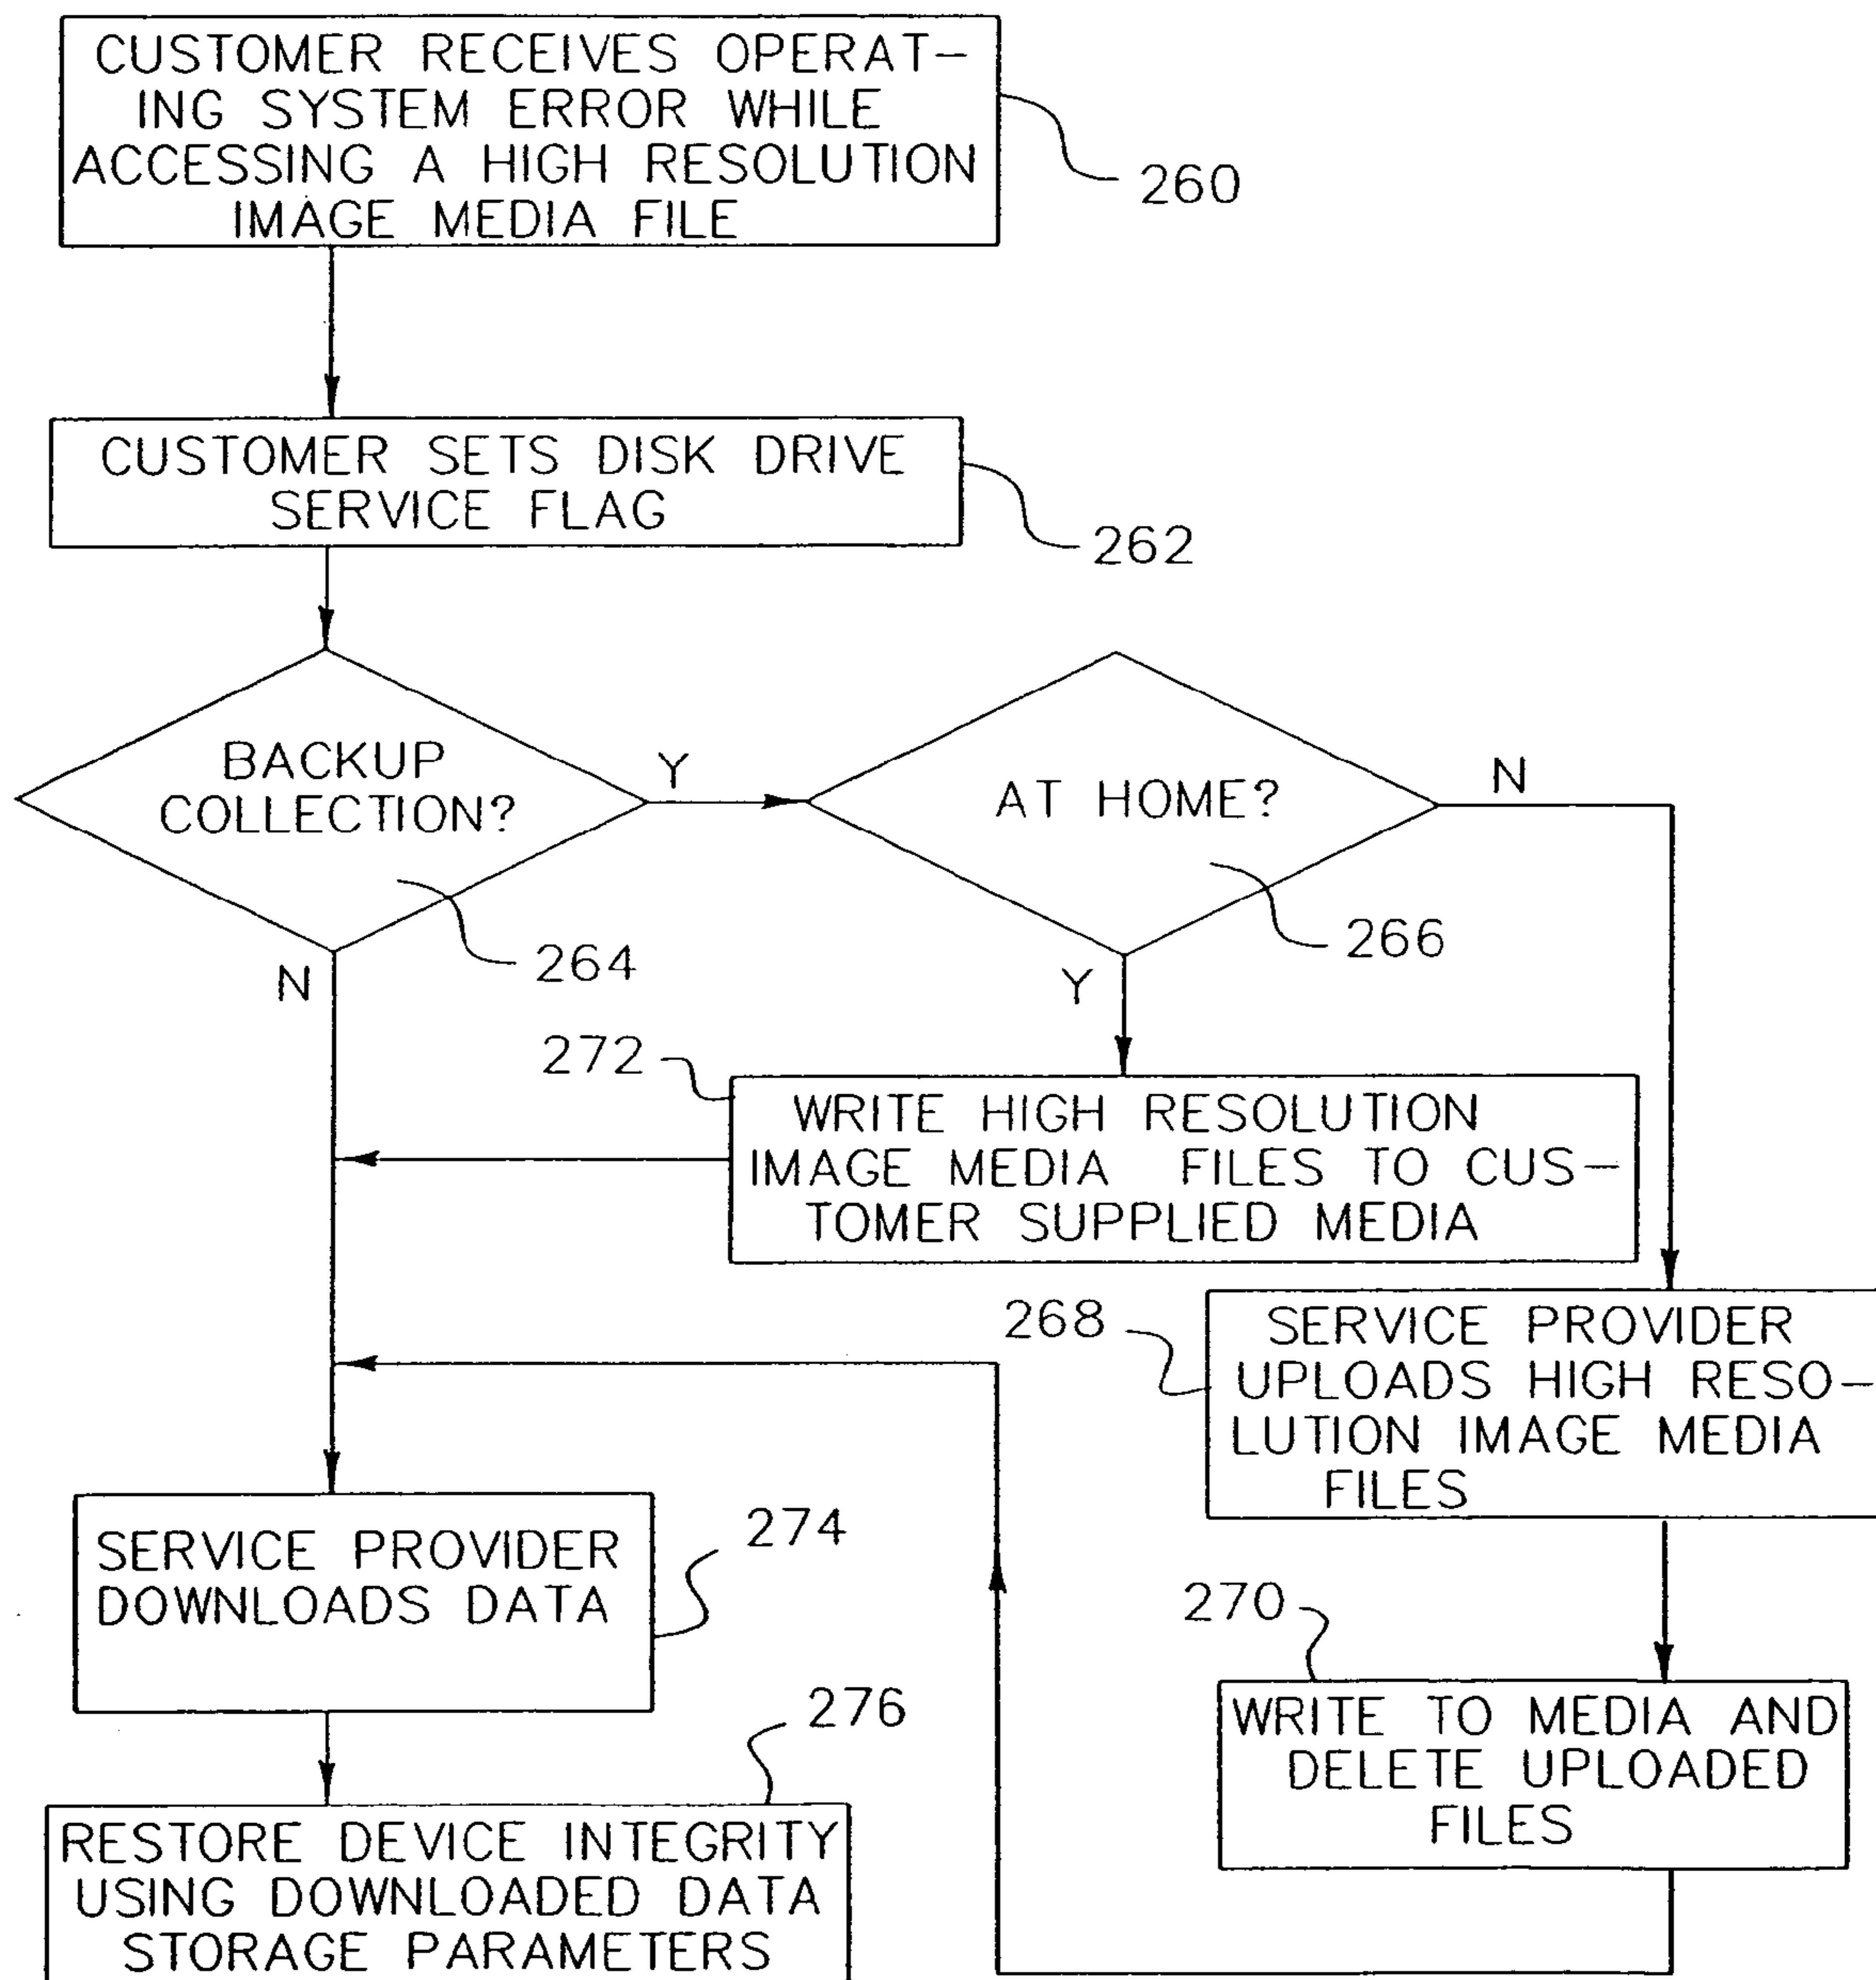 CUSTOMER RECEIVES OPERAT-
ING SYSTEM ERROR WHILE
ACCESSING A HIGH RESOLUTION
IMAGE MEDIA FILE
260
CUSTOMER SETS DISK DRIVE
SERVICE FLAG
262
BACKUP
COLLECTION?
Y
264
N
AT HOME?
N
266
Y
272
WRITE HIGH RESOLUTION
IMAGE MEDIA FILES TO CUS-
TOMER SUPPLIED MEDIA
268
SERVICE PROVIDER
UPLOADS HIGH RESO-
LUTION IMAGE MEDIA
FILES
270
WRITE TO MEDIA AND
DELETE UPLOADED
FILES
SERVICE PROVIDER
DOWNLOADS DATA
274
276
RESTORE DEVICE INTEGRITY
USING DOWNLOADED DATA
STORAGE PARAMETERS